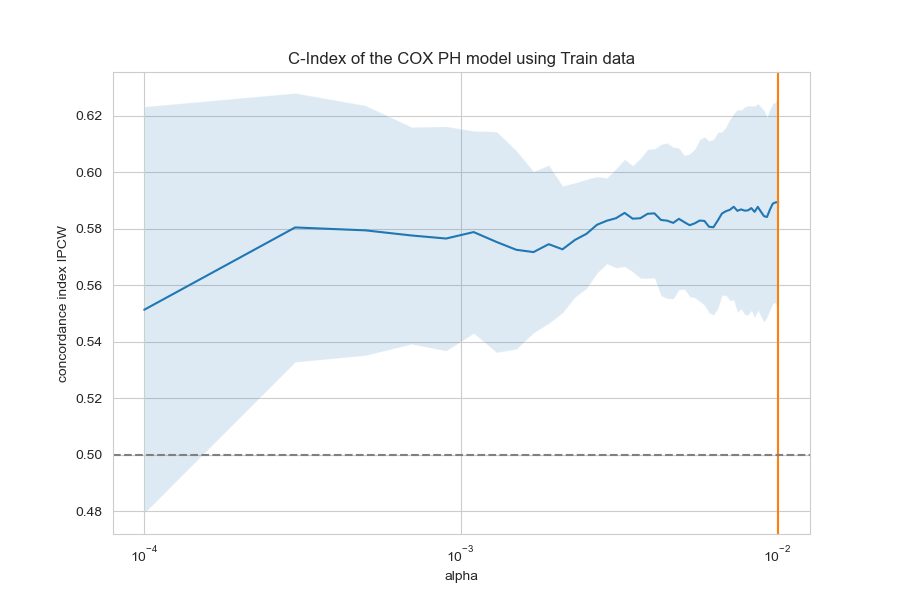 C-Index of the COX PH model using Train data
concordance index IPCW
0.62
0.60
0.58
0.56
0.54
0.52
0.50
0.48
10⁻⁴ 10⁻³ 10⁻²
alpha